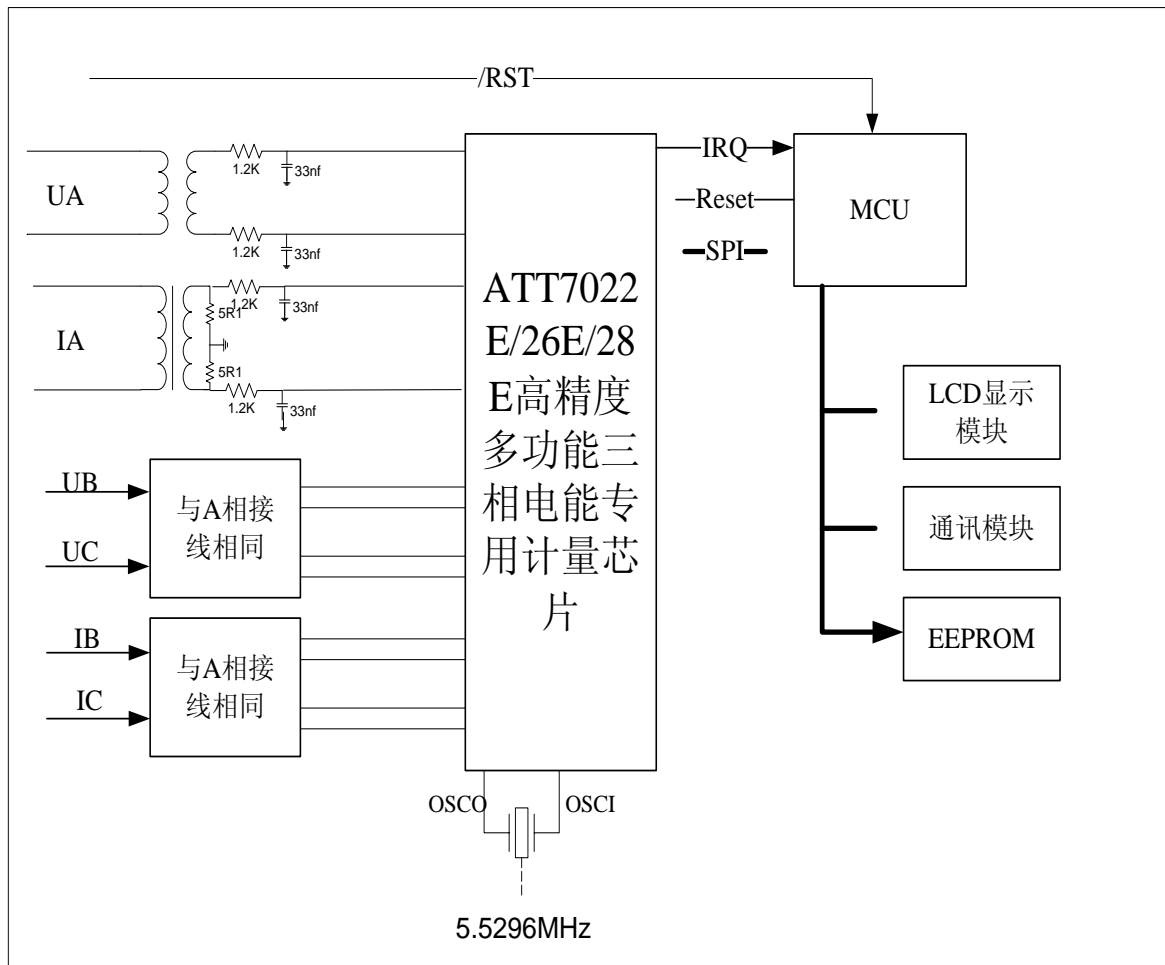 /RST
UA
1.2K
33nf
1.2K
33nf
IA
1.2K
33nf
5R1
5R1
1.2K
33nf
UB
UC
与A相接
线相同
IB
IC
与A相接
线相同
ATT7022
E/26E/28
E高精度
多功能三
相电能专
用计量芯
片
IRQ
Reset
SPI
MCU
LCD显示
模块
通讯模块
EEPROM
OSCO
OSCI
5.5296MHz